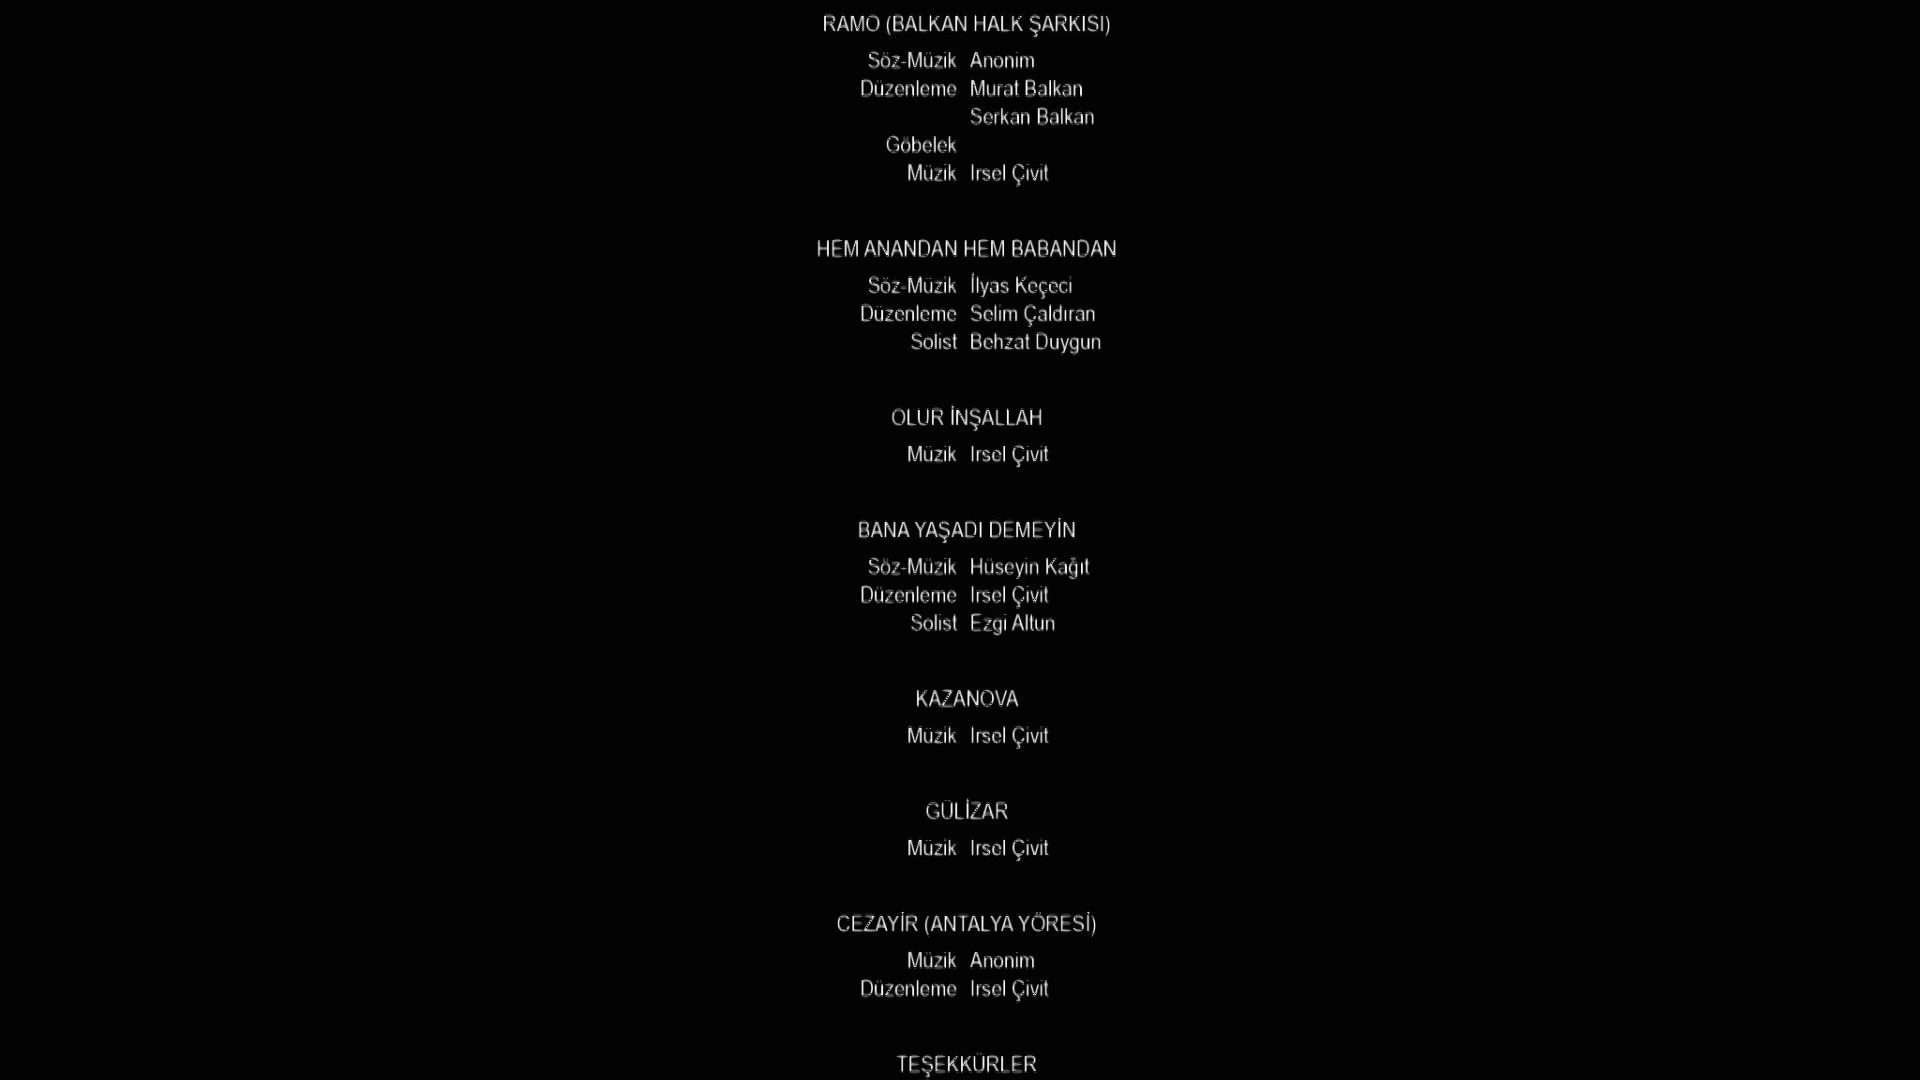 RAMO (BALKAN HALK ŞARKISI)
Söz-Müzik Anonim
Düzenleme Murat Balkan
Serkan Balkan
Göbelek
Müzik Irsel Çivit
HEM ANANDAN HEM BABANDAN
Söz-Müzik İlyas Keçeci
Düzenleme Selim Çaldıran
Solist Behzat Duygun
OLUR İNŞALLAH
Müzik Irsel Çivit
BANA YAŞADI DEMEYİN
Söz-Müzik Hüseyin Kağıt
Düzenleme Irsel Çivit
Solist Ezgi Altun
KAZANOVA
Müzik Irsel Çivit
GÜLİZAR
Müzik Irsel Çivit
CEZAYİR (ANTALYA YÖRESİ)
Müzik Anonim
Düzenleme Irsel Çivit
TEŞEKKÜRLER